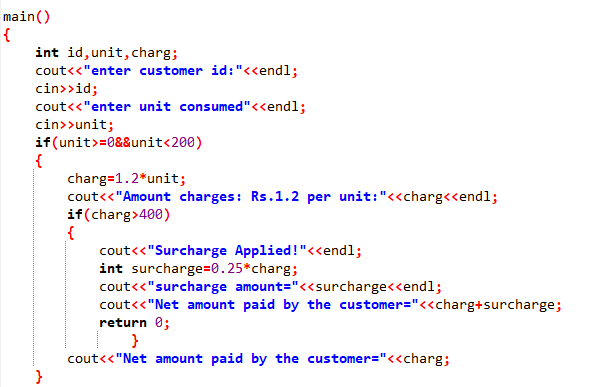 main()
{
int id,unit,charg;
cout<<"enter customer id:"<<endl;
cin>>id;
cout<<"enter unit consumed"<<endl;
cin>>unit;
if(unit>=0&&unit<200)
{
charg=1.2*unit;
cout<<"Amount charges: Rs.1.2 per unit:"<<charg<<endl;
if(charg>400)
{
cout<<"Surcharge Applied!"<<endl;
int surcharge=0.25*charg;
cout<<"surcharge amount="<<surcharge<<endl;
cout<<"Net amount paid by the customer="<<charg+surcharge;
return 0;
}
cout<<"Net amount paid by the customer="<<charg;
}